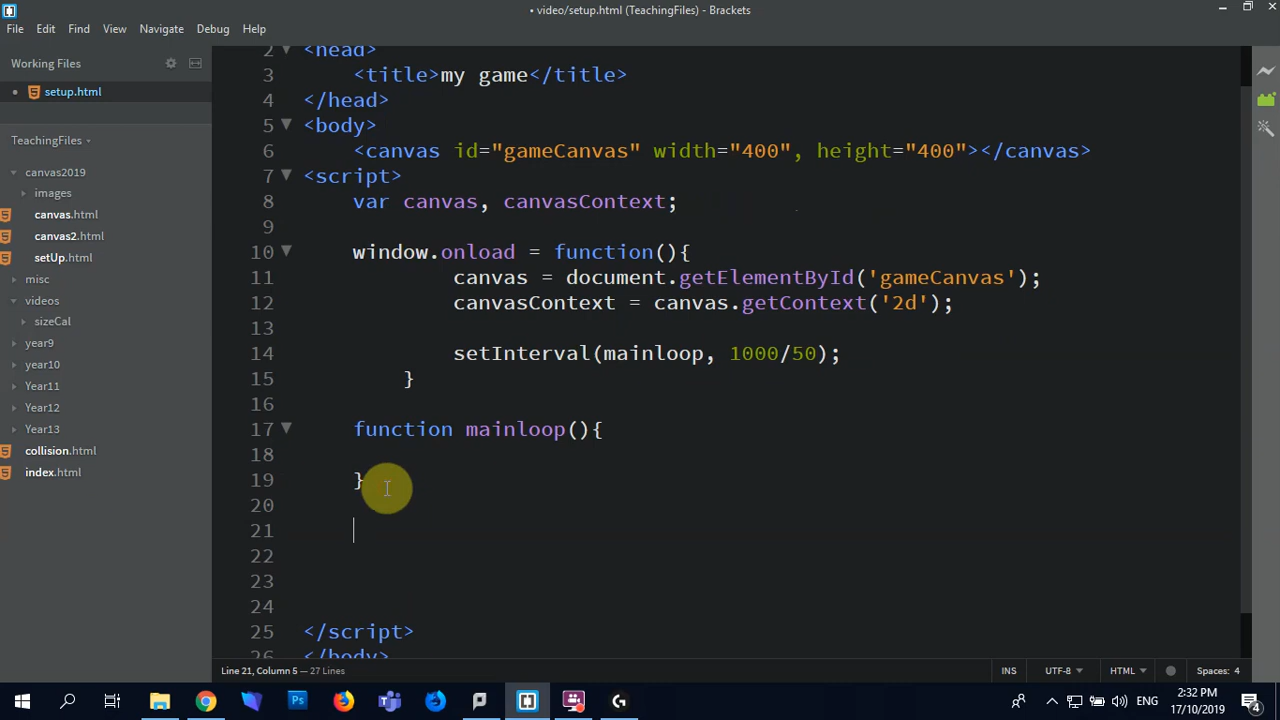 • video/setup.html (TeachingFiles) - Brackets
File Edit Find View Navigate Debug Help
Working Files
• setup.html
TeachingFiles
canvas2019
images
canvas.html
canvas2.html
setUp.html
misc
videos
sizeCal
year9
year10
Year11
Year12
Year13
collision.html
index.html
2 <head>
3 <title>my game</title>
4 </head>
5 <body>
6 <canvas id="gameCanvas" width="400", height="400"></canvas>
7 <script>
8 var canvas, canvasContext;
9
10 window.onload = function(){
11 canvas = document.getElementById('gameCanvas');
12 canvasContext = canvas.getContext('2d');
13
14 setInterval(mainloop, 1000/50);
15 }
16
17 function mainloop(){
18
19 }
20
21
22
23
24
25 </script>
26 </body>
Line 21, Column 5 — 27 Lines
INS UTF-8 HTML Spaces: 4
Ps
ENG
2:32 PM
17/10/2019
4